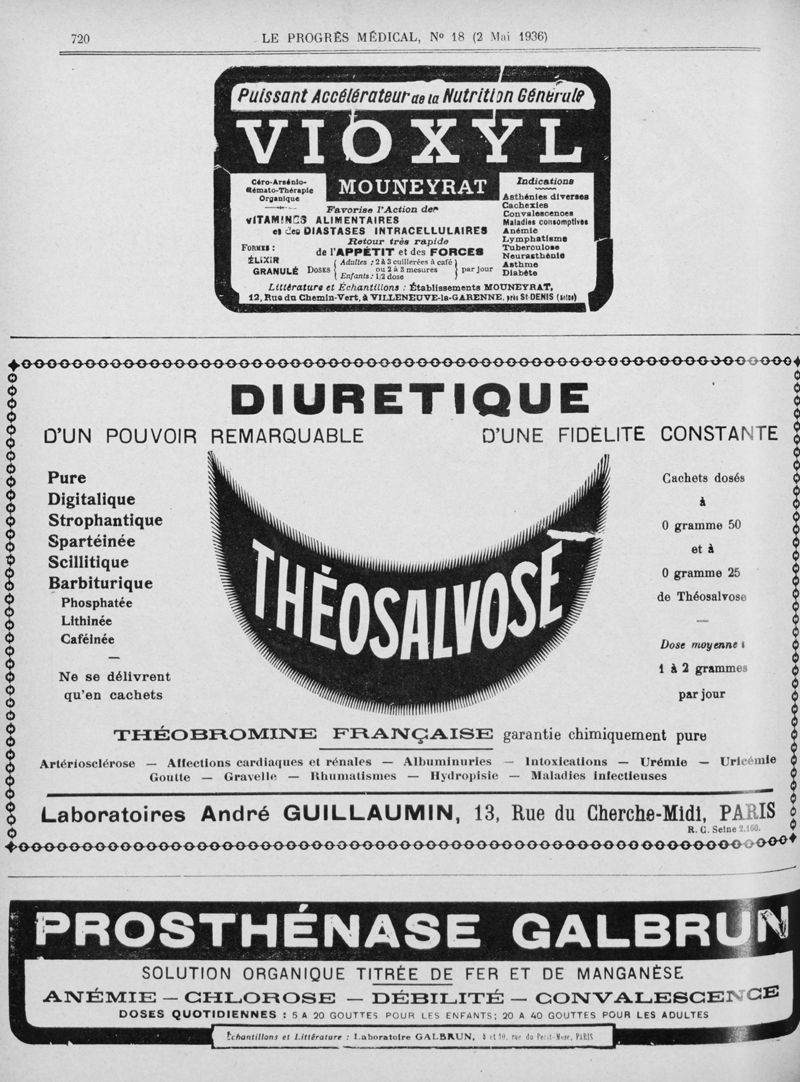 720
LE PROGRÈS MÉDICAL, Nº 18 (2 Mai 1936)
Puissant Accélérateur de la Nutrition Générale
VIOXYL
MOUNEYRAT
Céro-Arsénio-
Hémato-Thérapie
Organique
Favorise l'Action des
VITAMINES ALIMENTAIRES
et des DIASTASES INTRACELLULAIRES
Retour très rapide
de l'APPÉTIT et des FORCES
FORMES :
ÉLIXIR
GRANULÉ
DOSES
Adultes : 2 à 3 cuillerées à café
ou 2 à 3 mesures
Enfants : 1/2 dose
par jour
Indications
Asthénies diverses
Cachexies
Convalescences
Maladies consomptives
Anémie
Lymphatisme
Tuberculose
Neurasthénie
Asthme
Diabète
Littérature et Échantillons : Établissements MOUNEYRAT,
12, Rue du Chemin-Vert, à VILLENEUVE-la-GARENNE, près St-DENIS (Seine)
DIURETIQUE
D'UN POUVOIR REMARQUABLE D'UNE FIDELITE CONSTANTE
Pure
Digitalique
Strophantique
Spartéinée
Scillitique
Barbiturique
Phosphatée
Lithinée
Caféinée
Ne se délivrent
qu'en cachets
THÉOSALVOSE
Cachets dosés
à
0 gramme 50
et à
0 gramme 25
de Théosalvose
Dose moyenne :
1 à 2 grammes
par jour
THÉOBROMINE FRANÇAISE garantie chimiquement pure
Artériosclérose — Affections cardiaques et rénales — Albuminuries — Intoxications — Urémie — Uricémie
Goutte — Gravelle — Rhumatismes — Hydropisie — Maladies infectieuses
Laboratoires André GUILLAUMIN, 13, Rue du Cherche-Midi, PARIS
R. C. Seine 2.160.
PROSTHÉNASE GALBRUN
SOLUTION ORGANIQUE TITRÉE DE FER ET DE MANGANÈSE
ANÉMIE — CHLOROSE — DÉBILITÉ — CONVALESCENCE
DOSES QUOTIDIENNES : 5 A 20 GOUTTES POUR LES ENFANTS; 20 A 40 GOUTTES POUR LES ADULTES
Échantillons et Littérature : Laboratoire GALBRUN, 8 et 10, rue du Petit-Musc, PARIS